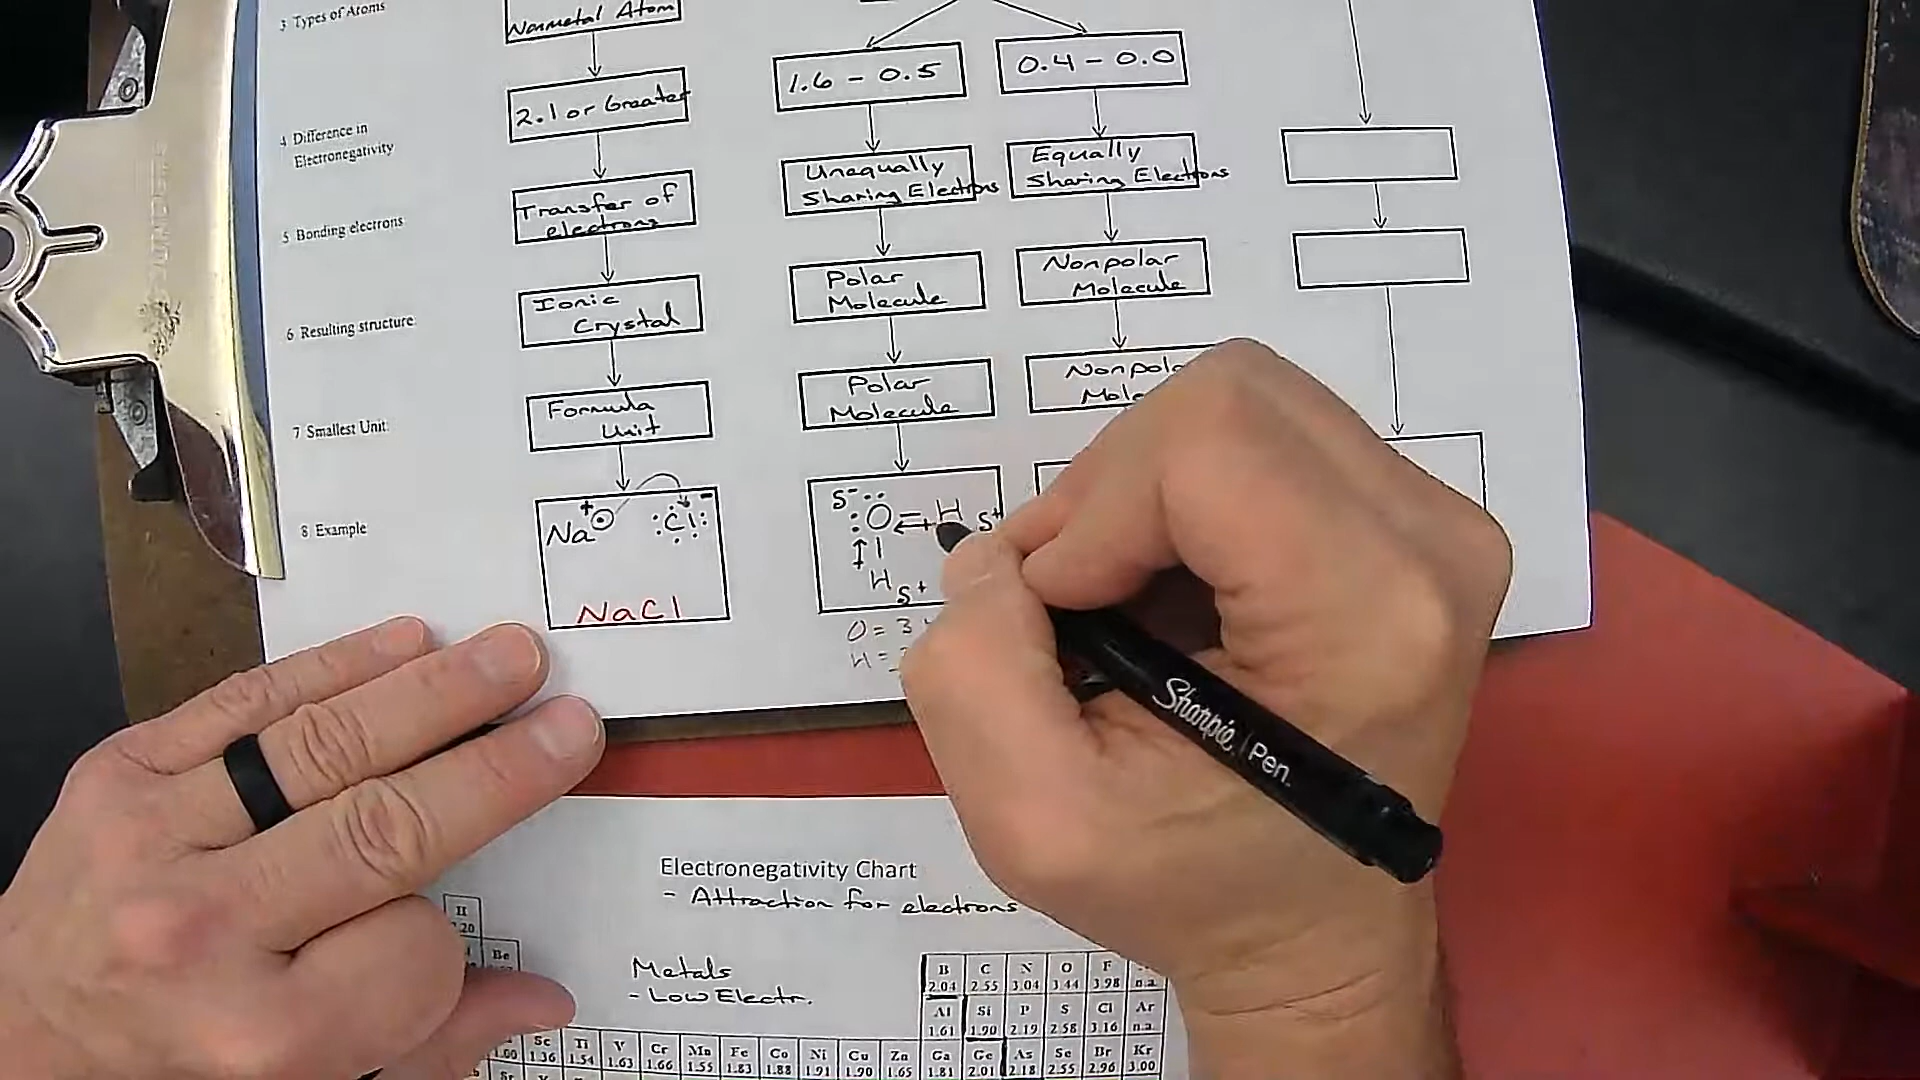 3 Types of Atoms
Nonmetal Atom
4 Difference in
Electronegativity
2.1 or Greater
1.6 - 0.5
0.4 - 0.0
5 Bonding electrons
Transfer of
electrons
Unequally
Sharing Electrons
Equally
Sharing Electrons
6 Resulting structure
Ionic
Crystal
Polar
Molecule
Nonpolar
Molecule
7 Smallest Unit
Formula
Unit
Polar
Molecule
8 Example
Na + Cl -
NaCl
S- O H S+
H S+
O = 3
H =
Sharpie | Pen.
Electronegativity Chart
- Attraction for electrons
Metals
- Low Electr.
H
Be
B C N O F
2.04 2.55 3.04 3.44 3.98 n.a.
Al Si P S Cl Ar
1.61 1.90 2.19 2.58 3.16 n.a.
Sc Ti V Cr Mn Fe Co Ni Cu Zn Ga Ge As Se Br Kr
1.00 1.36 1.54 1.63 1.66 1.55 1.83 1.88 1.91 1.90 1.65 1.81 2.01 2.18 2.55 2.96 3.00